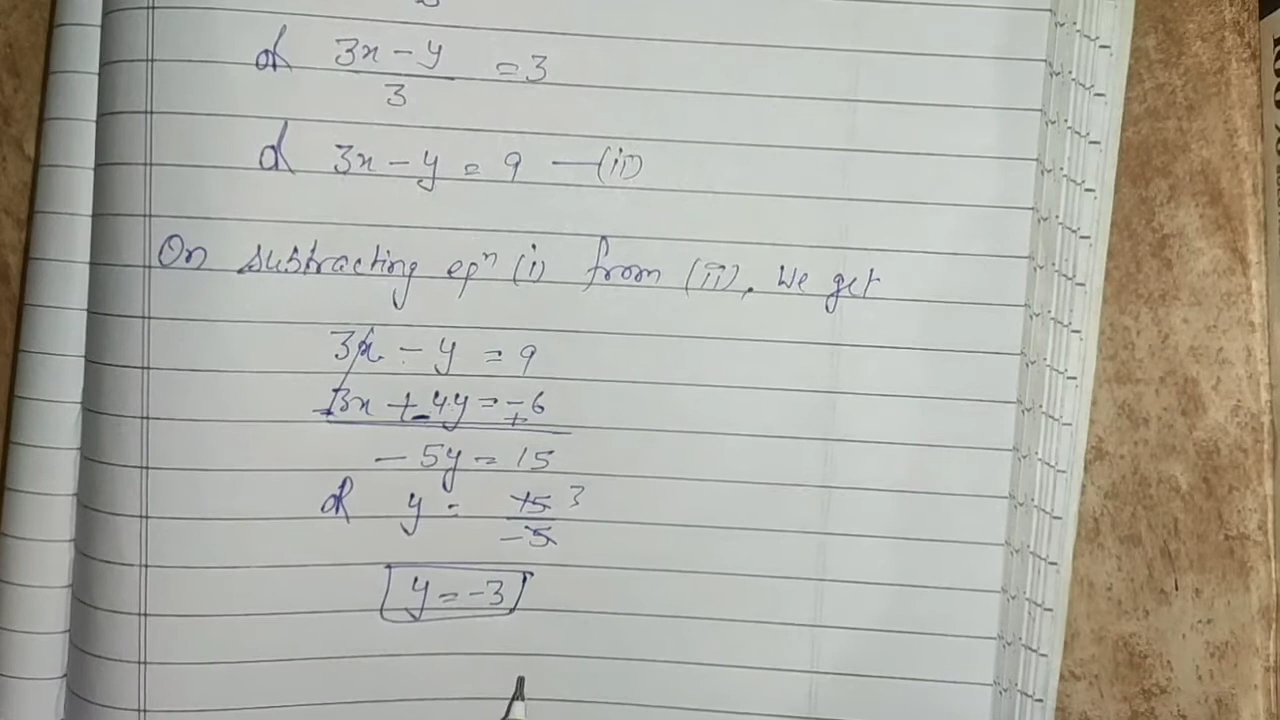 or 3x - y / 3 = 3
or 3x - y = 9 —(ii)
On subtracting eqn (i) from (ii), we get
3x - y = 9
3x + 4y = -6
- - +
- 5y = 15
or y = 15 3 / -5
y = -3